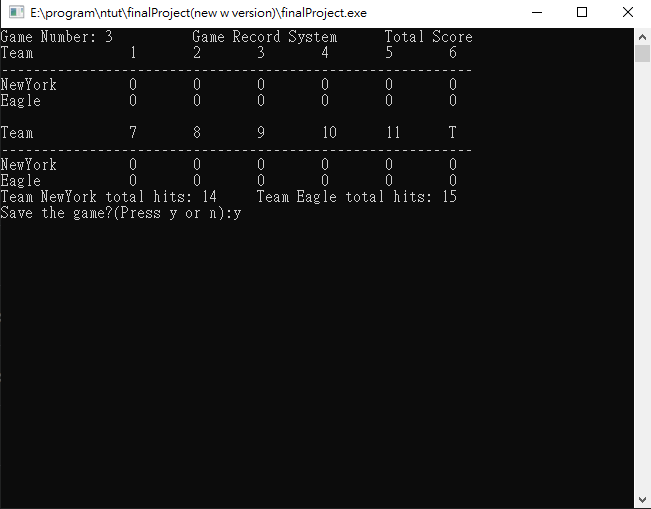 E:\program\ntut\finalProject(new w version)\finalProject.exe
Game Number: 3 Game Record System Total Score
Team 1 2 3 4 5 6
-----------------------------------------------------------
NewYork 0 0 0 0 0 0
Eagle 0 0 0 0 0 0
Team 7 8 9 10 11 T
-----------------------------------------------------------
NewYork 0 0 0 0 0 0
Eagle 0 0 0 0 0 0
Team NewYork total hits: 14 Team Eagle total hits: 15
Save the game?(Press y or n):y